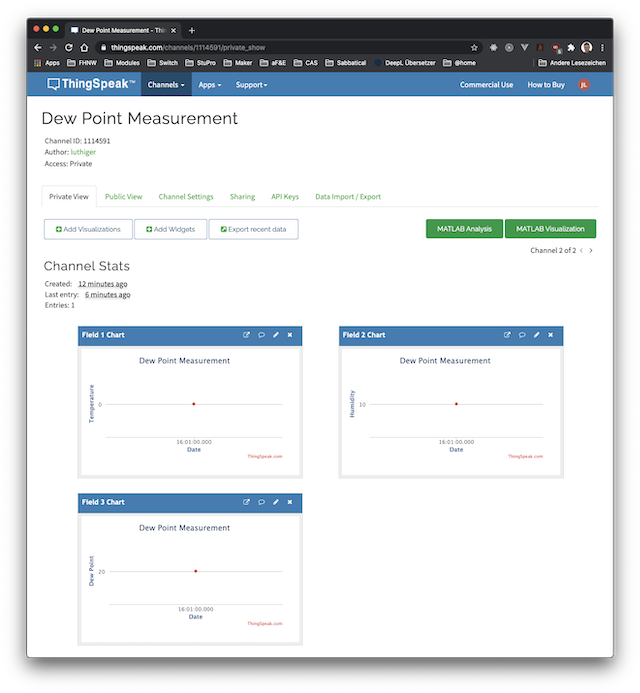 Dew Point Measurement - Thi
thingspeak.com/channels/1114591/private_show
Apps FHNW Modules Switch StuPro Maker aF&E CAS Sabbatical DeepL Übersetzer @home Andere Lesezeichen
ThingSpeak™ Channels Apps Support Commercial Use How to Buy JL
Dew Point Measurement
Channel ID: 1114591
Author: luthiger
Access: Private
Private View Public View Channel Settings Sharing API Keys Data Import / Export
Add Visualizations Add Widgets Export recent data MATLAB Analysis MATLAB Visualization
Channel 2 of 2 < >
Channel Stats
Created: 12 minutes ago
Last entry: 6 minutes ago
Entries: 1
Field 1 Chart
Dew Point Measurement
Temperature
0
16:01:00.000
Date
ThingSpeak.com
Field 2 Chart
Dew Point Measurement
Humidity
10
16:01:00.000
Date
ThingSpeak.com
Field 3 Chart
Dew Point Measurement
Dew Point
20
16:01:00.000
Date
ThingSpeak.com